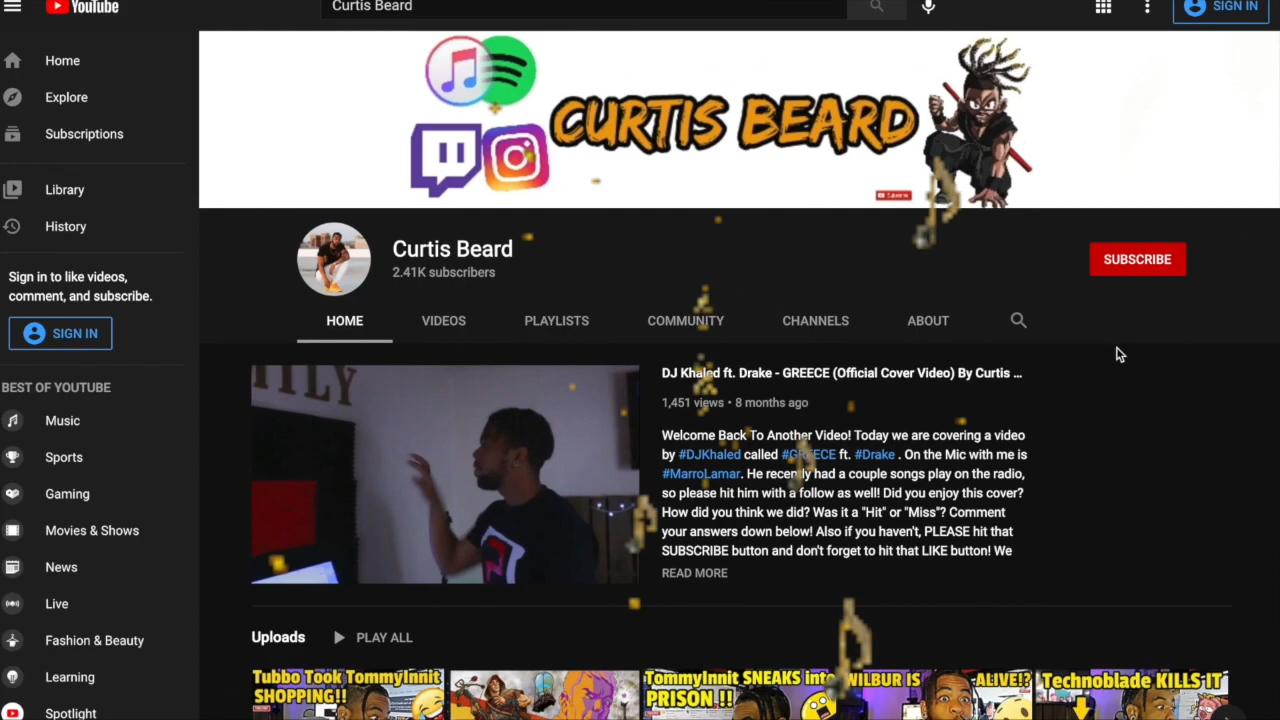 YouTube
Curtis Beard
SIGN IN
Home
Explore
Subscriptions
Library
History
Sign in to like videos,
comment, and subscribe.
SIGN IN
BEST OF YOUTUBE
Music
Sports
Gaming
Movies & Shows
News
Live
Fashion & Beauty
Learning
Spotlight
CURTIS BEARD
Curtis Beard
2.41K subscribers
SUBSCRIBE
HOME
VIDEOS
PLAYLISTS
COMMUNITY
CHANNELS
ABOUT
DJ Khaled ft. Drake - GREECE (Official Cover Video) By Curtis ...
1,451 views • 8 months ago
Welcome Back To Another Video! Today we are covering a video
by #DJKhaled called #GREECE ft. #Drake . On the Mic with me is
#MarroLamar. He recently had a couple songs play on the radio,
so please hit him with a follow as well! Did you enjoy this cover?
How did you think we did? Was it a "Hit" or "Miss"? Comment
your answers down below! Also if you haven't, PLEASE hit that
SUBSCRIBE button and don't forget to hit that LIKE button! We
READ MORE
Uploads
PLAY ALL
Tubbo Took TommyInnit
SHOPPING!!
TommyInnit SNEAKS into
PRISON !!
WILBUR IS ALIVE!?
Technoblade KILLS IT